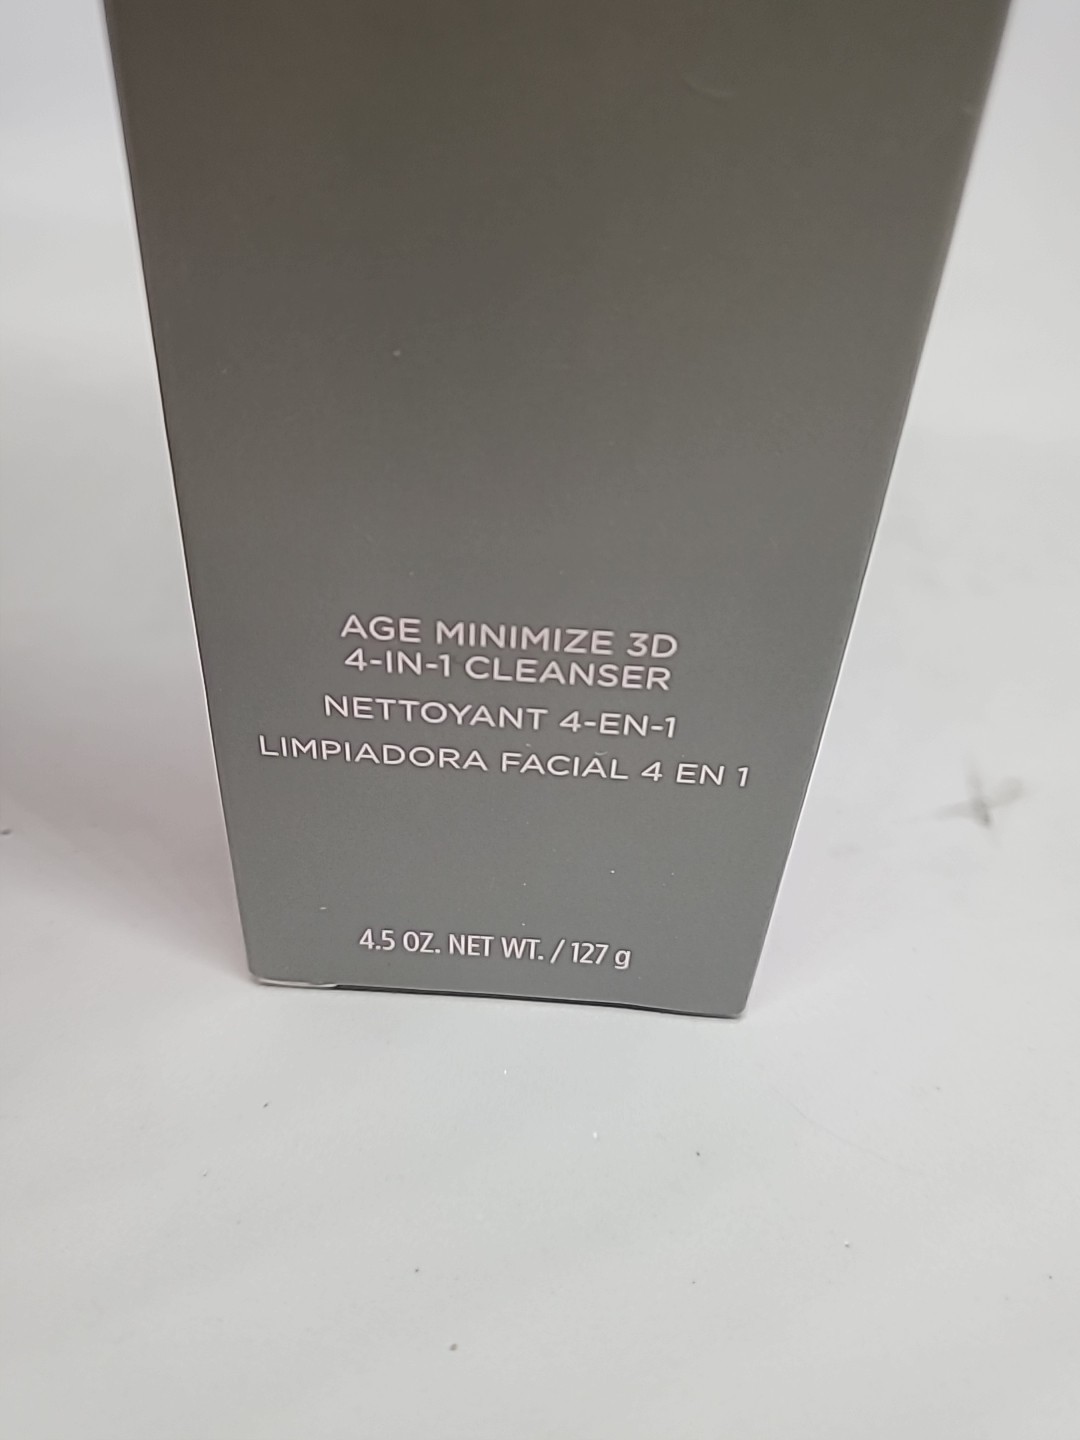 AGE MINIMIZE 3D
4-IN-1 CLEANSER
NETTOYANT 4-EN-1
LIMPIADORA FACIAL 4 EN 1
4.5 OZ. NET WT. / 127 g